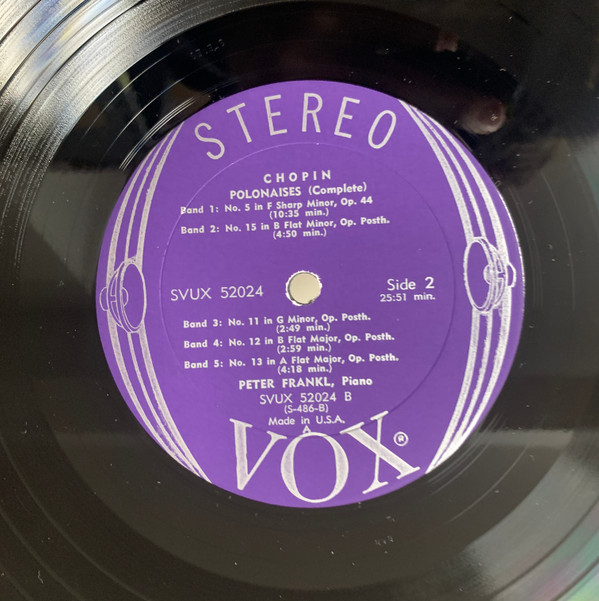 STEREO
CHOPIN
POLONAISES (Complete)
Band 1: No. 5 in F Sharp Minor, Op. 44
(10:35 min.)
Band 2: No. 15 in B Flat Minor, Op. Posth.
(4:50 min.)
SVUX 52024
Side 2
25:51 min.
Band 3: No. 11 in G Minor, Op. Posth.
(2:49 min.)
Band 4: No. 12 in B Flat Major, Op. Posth.
(2:59 min.)
Band 5: No. 13 in A Flat Major, Op. Posth.
(4:18 min.)
PETER FRANKL, Piano
SVUX 52024 B
(S-486-B)
Made in U.S.A.
VOX®